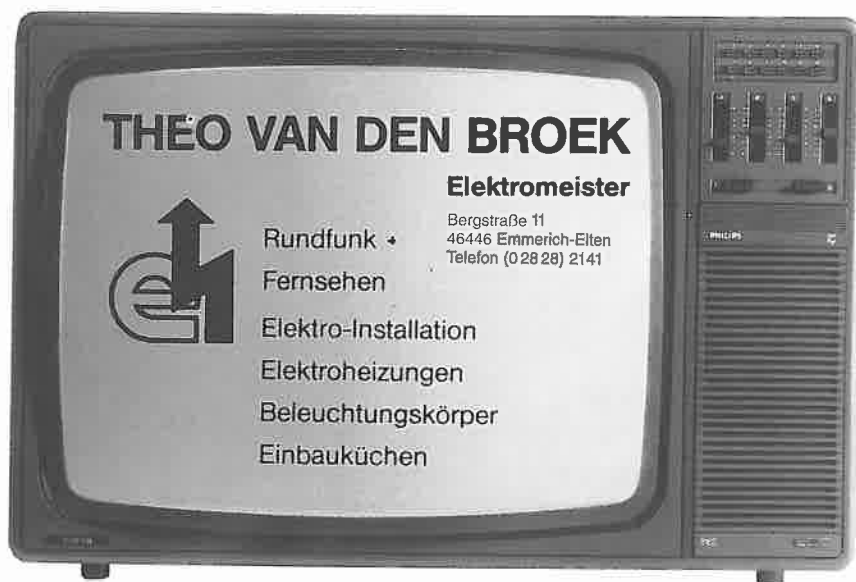 THEO VAN DEN BROEK
Elektromeister
Bergstraße 11
46446 Emmerich-Elten
Telefon (0 28 28) 2141
Rundfunk +
Fernsehen
Elektro-Installation
Elektroheizungen
Beleuchtungskörper
Einbauküchen
PHILIPS